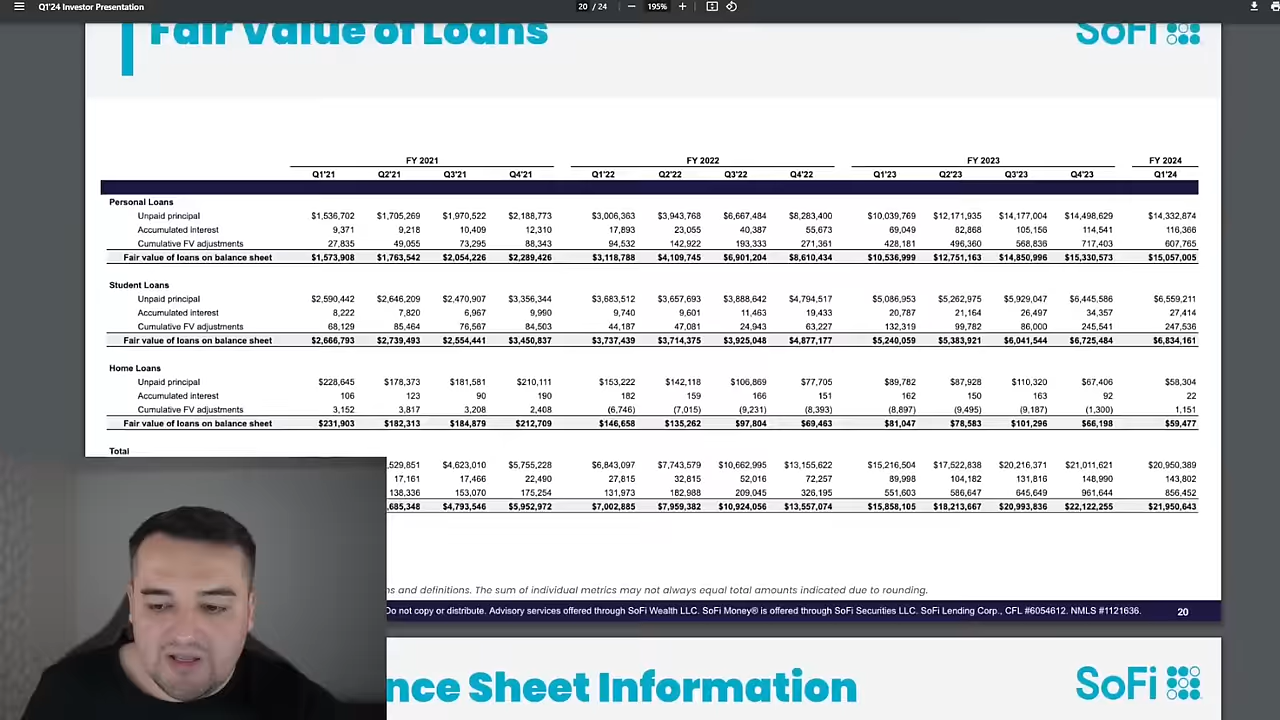 Q1'24 Investor Presentation
20 / 24
195%
Fair Value of Loans
SoFi
FY 2021 FY 2022 FY 2023 FY 2024
Q1'21 Q2'21 Q3'21 Q4'21 Q1'22 Q2'22 Q3'22 Q4'22 Q1'23 Q2'23 Q3'23 Q4'23 Q1'24
Personal Loans
Unpaid principal $1,536,702 $1,705,269 $1,970,522 $2,188,773 $3,006,363 $3,943,768 $6,667,484 $8,283,400 $10,039,769 $12,171,935 $14,177,004 $14,498,629 $14,332,874
Accumulated interest 9,371 9,218 10,409 12,310 17,893 23,055 40,387 55,673 69,049 82,868 105,156 114,541 116,366
Cumulative FV adjustments 27,835 49,055 73,295 88,343 94,532 142,922 193,333 271,361 428,181 496,360 568,836 717,403 607,765
Fair value of loans on balance sheet $1,573,908 $1,763,542 $2,054,226 $2,289,426 $3,118,788 $4,109,745 $6,901,204 $8,610,434 $10,536,999 $12,751,163 $14,850,996 $15,330,573 $15,057,005
Student Loans
Unpaid principal $2,590,442 $2,646,209 $2,470,907 $3,356,344 $3,683,512 $3,657,693 $3,888,642 $4,794,517 $5,086,953 $5,262,975 $5,929,047 $6,445,586 $6,559,211
Accumulated interest 8,222 7,820 6,967 9,990 9,740 9,601 11,463 19,433 20,787 21,164 26,497 34,357 27,414
Cumulative FV adjustments 68,129 85,464 76,567 84,503 44,187 47,081 24,943 63,227 132,319 99,782 86,000 245,541 247,536
Fair value of loans on balance sheet $2,666,793 $2,739,493 $2,554,441 $3,450,837 $3,737,439 $3,714,375 $3,925,048 $4,877,177 $5,240,059 $5,383,921 $6,041,544 $6,725,484 $6,834,161
Home Loans
Unpaid principal $228,645 $178,373 $181,581 $210,111 $153,222 $142,118 $106,869 $77,705 $89,782 $87,928 $110,320 $67,406 $58,304
Accumulated interest 106 123 90 190 182 159 166 151 162 150 163 92 22
Cumulative FV adjustments 3,152 3,817 3,208 2,408 (6,746) (7,015) (9,231) (8,393) (8,897) (9,495) (9,187) (1,300) 1,151
Fair value of loans on balance sheet $231,903 $182,313 $184,879 $212,709 $146,658 $135,262 $97,804 $69,463 $81,047 $78,583 $101,296 $66,198 $59,477
Total
,529,851 $4,623,010 $5,755,228 $6,843,097 $7,743,579 $10,662,995 $13,155,622 $15,216,504 $17,522,838 $20,216,371 $21,011,621 $20,950,389
17,161 17,466 22,490 27,815 32,815 52,016 72,257 89,998 104,182 131,816 148,990 143,802
138,336 153,070 175,254 131,973 182,988 209,045 326,195 551,603 586,647 645,649 961,644 856,452
,685,348 $4,793,546 $5,952,972 $7,002,885 $7,959,382 $10,924,056 $13,557,074 $15,858,105 $18,213,667 $20,993,836 $22,122,255 $21,950,643
ns and definitions. The sum of individual metrics may not always equal total amounts indicated due to rounding.
Do not copy or distribute. Advisory services offered through SoFi Wealth LLC. SoFi Money® is offered through SoFi Securities LLC. SoFi Lending Corp., CFL #6054612. NMLS #1121636. 20
nce Sheet Information
SoFi